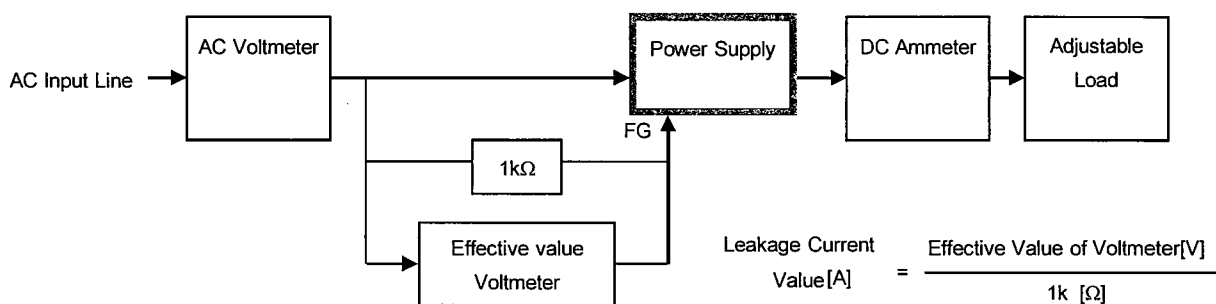 AC Input Line
AC Voltmeter
Power Supply
DC Ammeter
Adjustable
Load
FG
1kΩ
Effective value
Voltmeter
Leakage Current
Value[A]
=
Effective Value of Voltmeter[V]
1k [Ω]